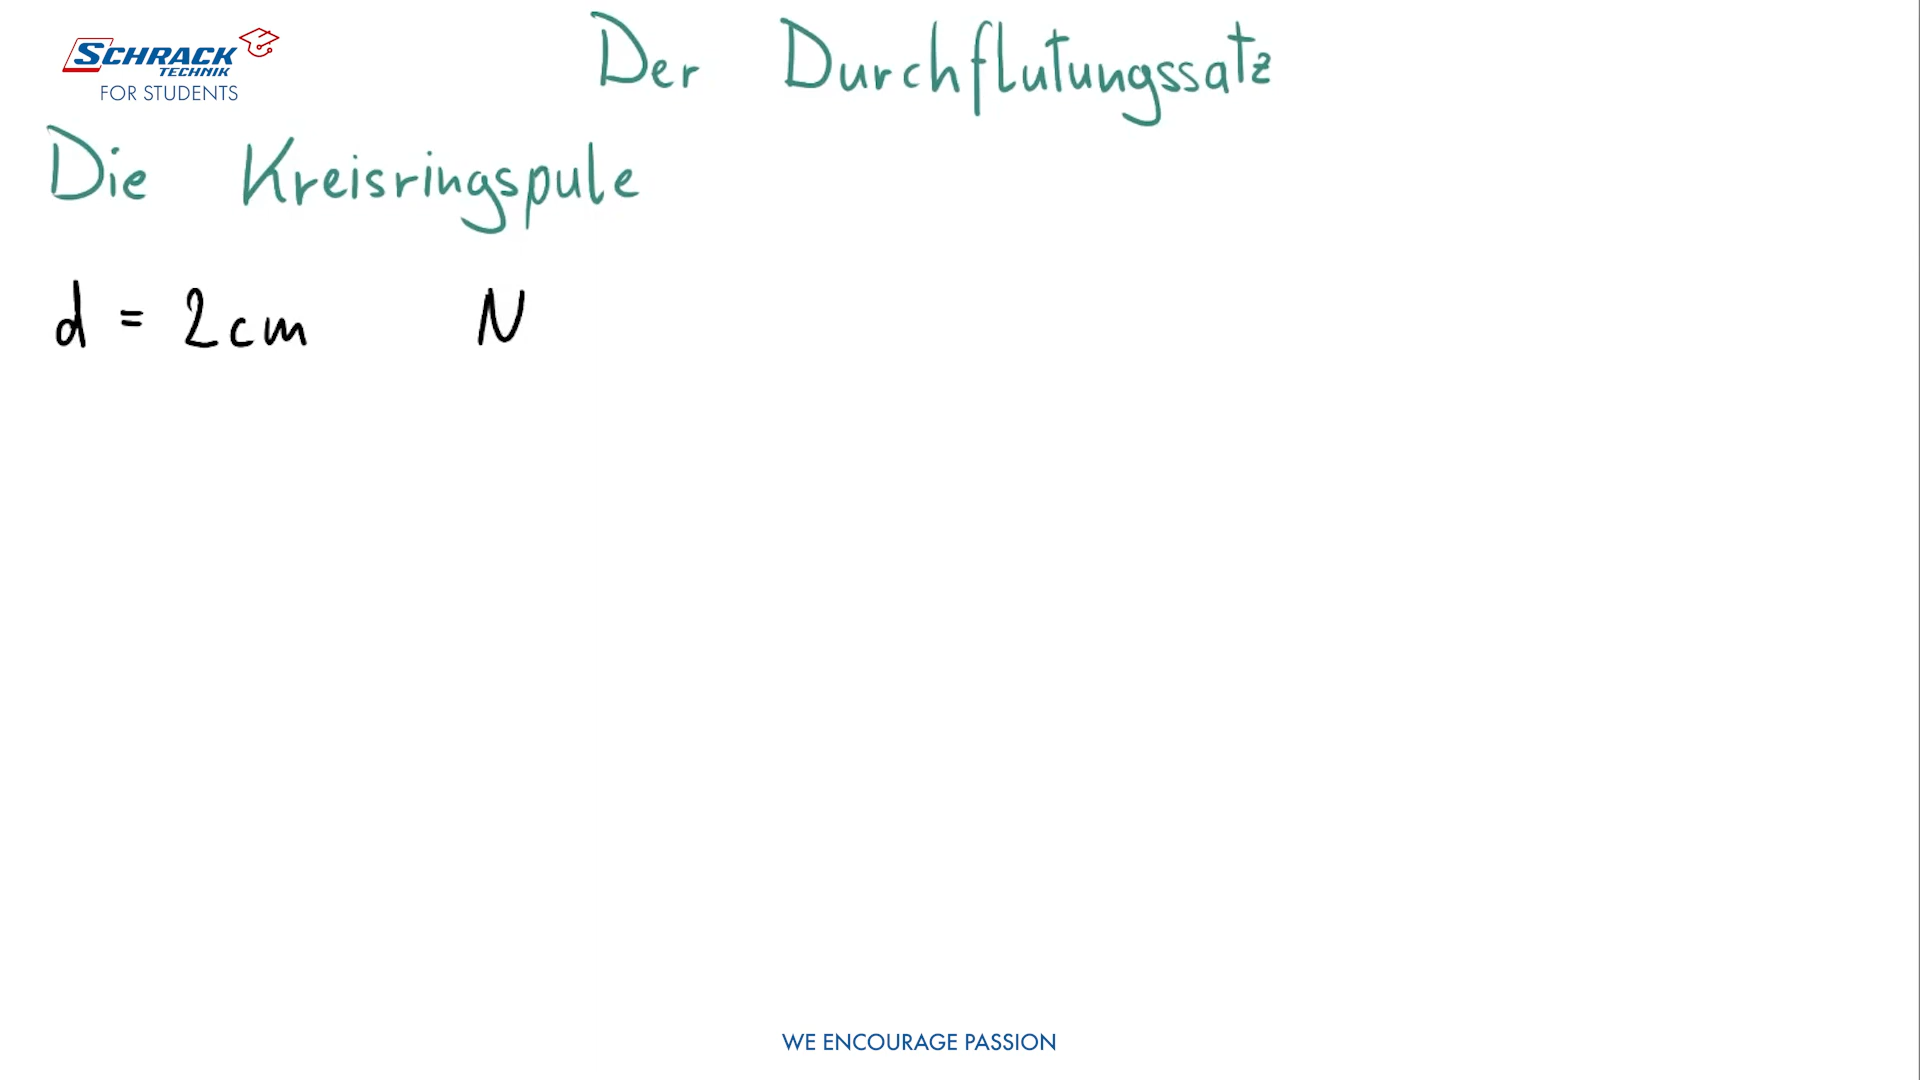 SCHRACK
TECHNIK
FOR STUDENTS
Der Durchflutungssatz
Die Kreisringspule
d = 2cm N
WE ENCOURAGE PASSION